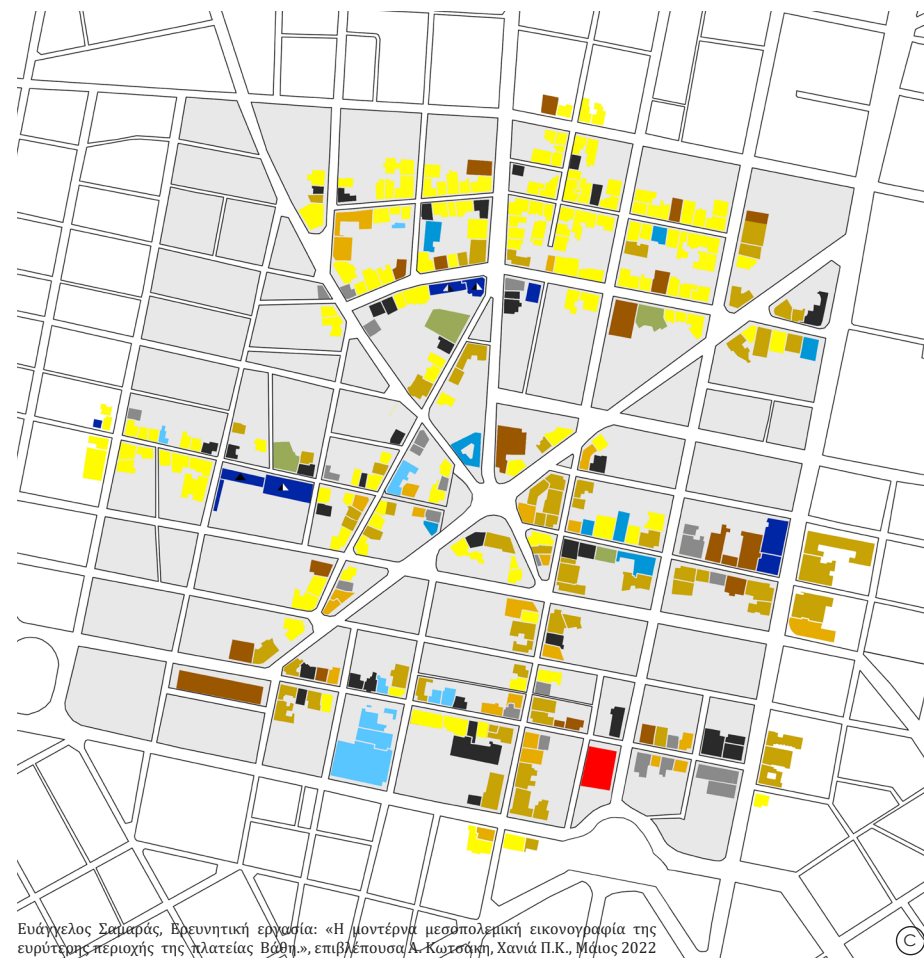 Ευάγγελος Σαμαράς, Ερευνητική εργασία: «Η μοντέρνα μεσοπολεμική εικονογραφία της
ευρύτερης περιοχής της πλατείας Βάθη.», επιβλέπουσα Α. Κωτσάκη, Χανιά Π.Κ., Μάιος 2022
©